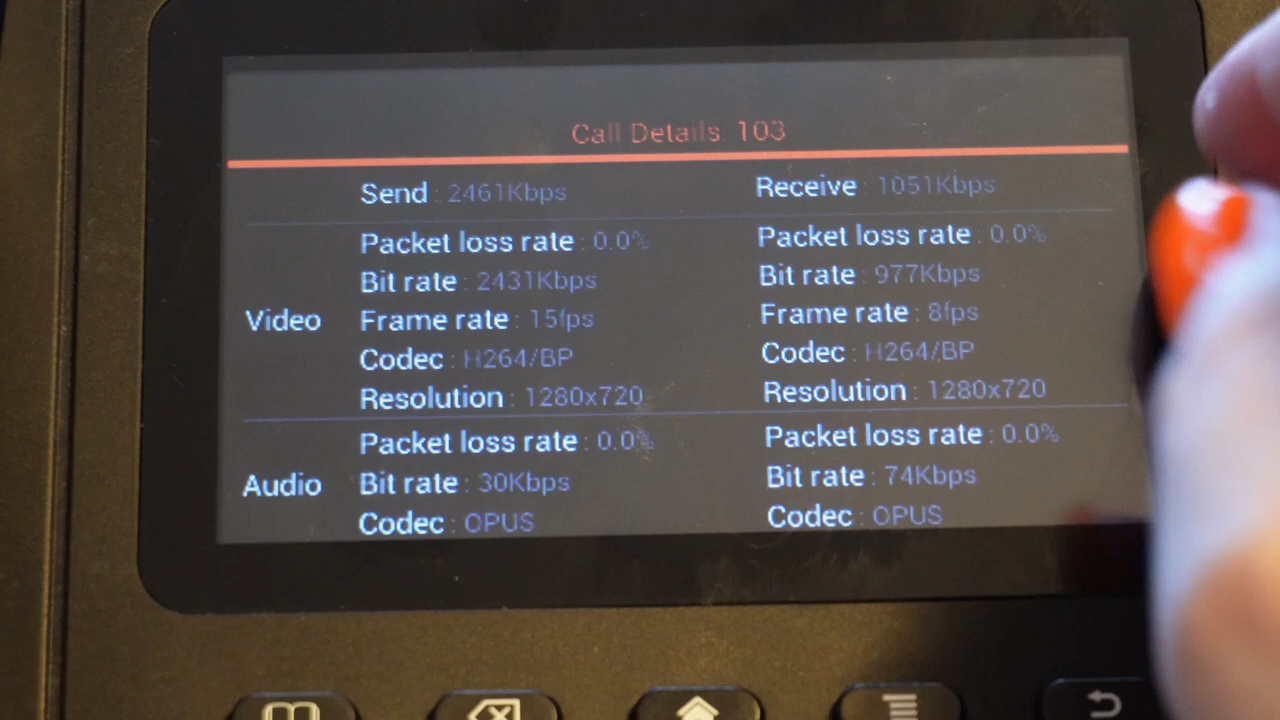 Call Details 103
Send : 2461Kbps Receive : 1051Kbps
Packet loss rate : 0.0% Packet loss rate : 0.0%
Bit rate : 2431Kbps Bit rate : 977Kbps
Video Frame rate : 15fps Frame rate : 8fps
Codec : H264/BP Codec : H264/BP
Resolution : 1280x720 Resolution : 1280x720
Packet loss rate : 0.0% Packet loss rate : 0.0%
Audio Bit rate : 30Kbps Bit rate : 74Kbps
Codec : OPUS Codec : OPUS